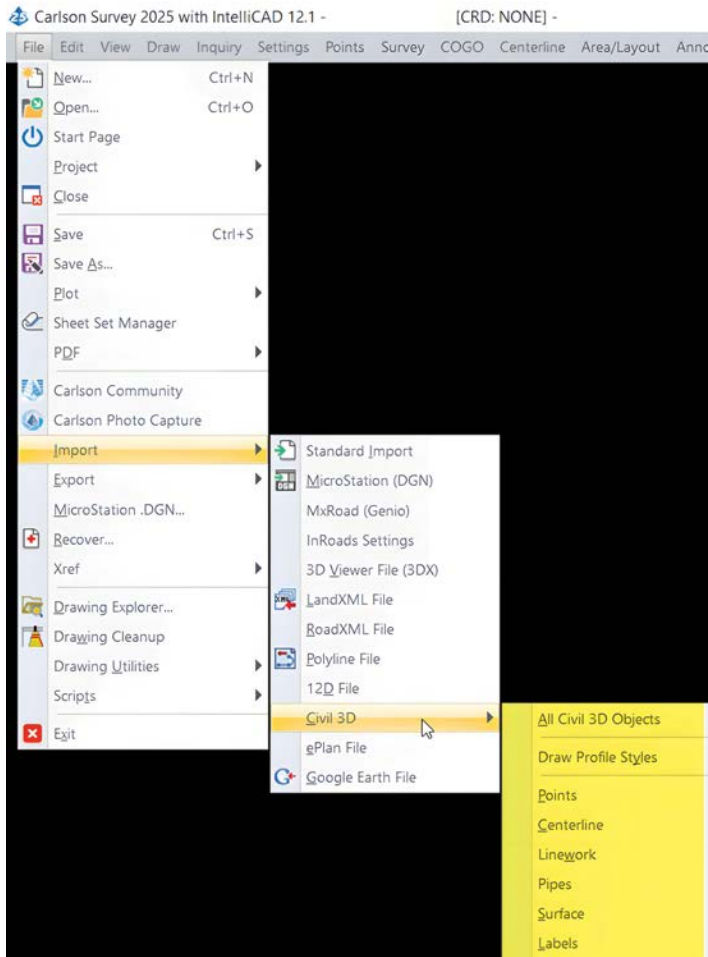 25 Carlson Survey 2025 with IntelliCAD 12.1 - [CRD: NONE] -
File Edit View Draw Inquiry Settings Points Survey COGO Centerline Area/Layout Anno
New... Ctrl+N
Open... Ctrl+O
Start Page
Project
Close
Save Ctrl+S
Save As...
Plot
Sheet Set Manager
PDF
Carlson Community
Carlson Photo Capture
Import
Export
MicroStation .DGN...
Recover...
Xref
Drawing Explorer...
Drawing Cleanup
Drawing Utilities
Scripts
Exit
Standard Import
DGN MicroStation (DGN)
MxRoad (Genio)
InRoads Settings
3D Viewer File (3DX)
XML LandXML File
RoadXML File
Polyline File
12D File
Civil 3D
ePlan File
Google Earth File
All Civil 3D Objects
Draw Profile Styles
Points
Centerline
Linework
Pipes
Surface
Labels